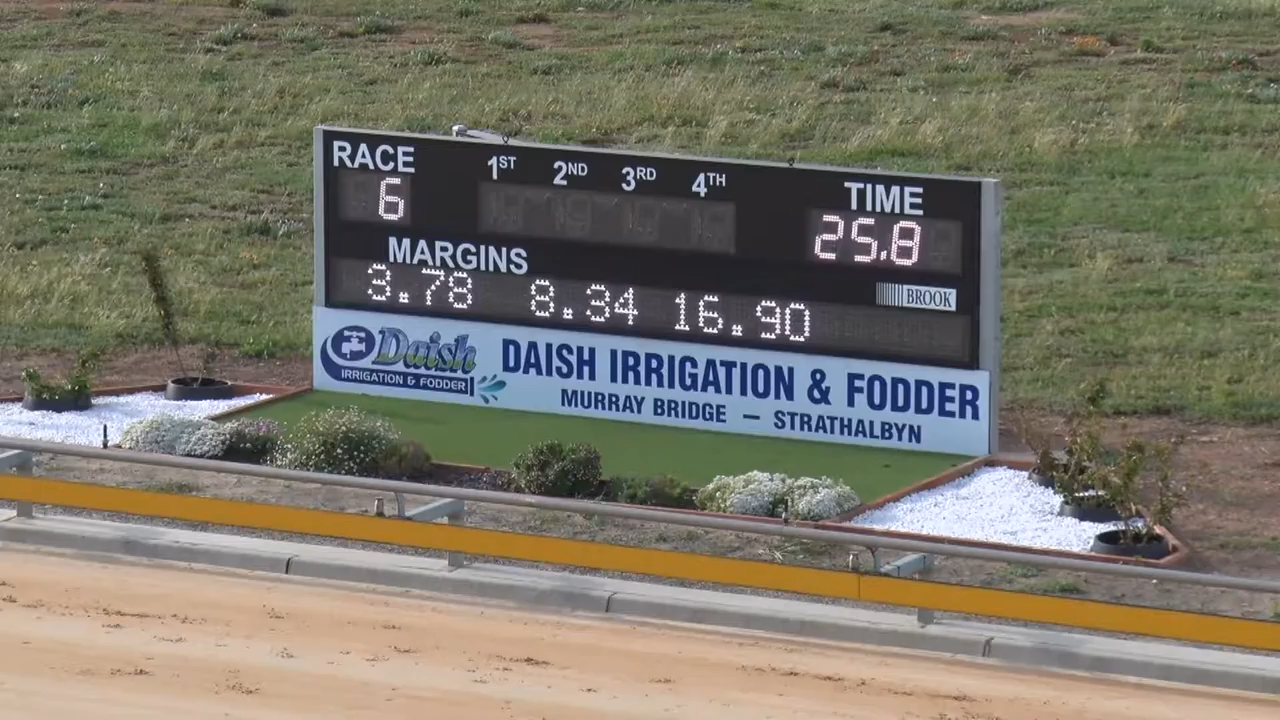 RACE 1ST 2ND 3RD 4TH TIME
6 25.8
MARGINS
3.78 8.34 16.90
BROOK
Daish
IRRIGATION & FODDER
DAISH IRRIGATION & FODDER
MURRAY BRIDGE — STRATHALBYN